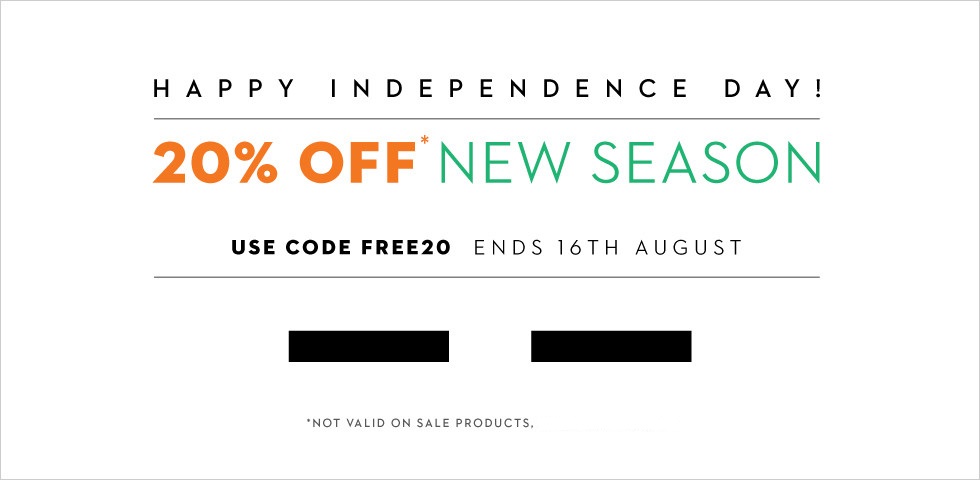 HAPPY INDEPENDENCE DAY!
20% OFF* NEW SEASON
USE CODE FREE20 ENDS 16TH AUGUST
*NOT VALID ON SALE PRODUCTS,